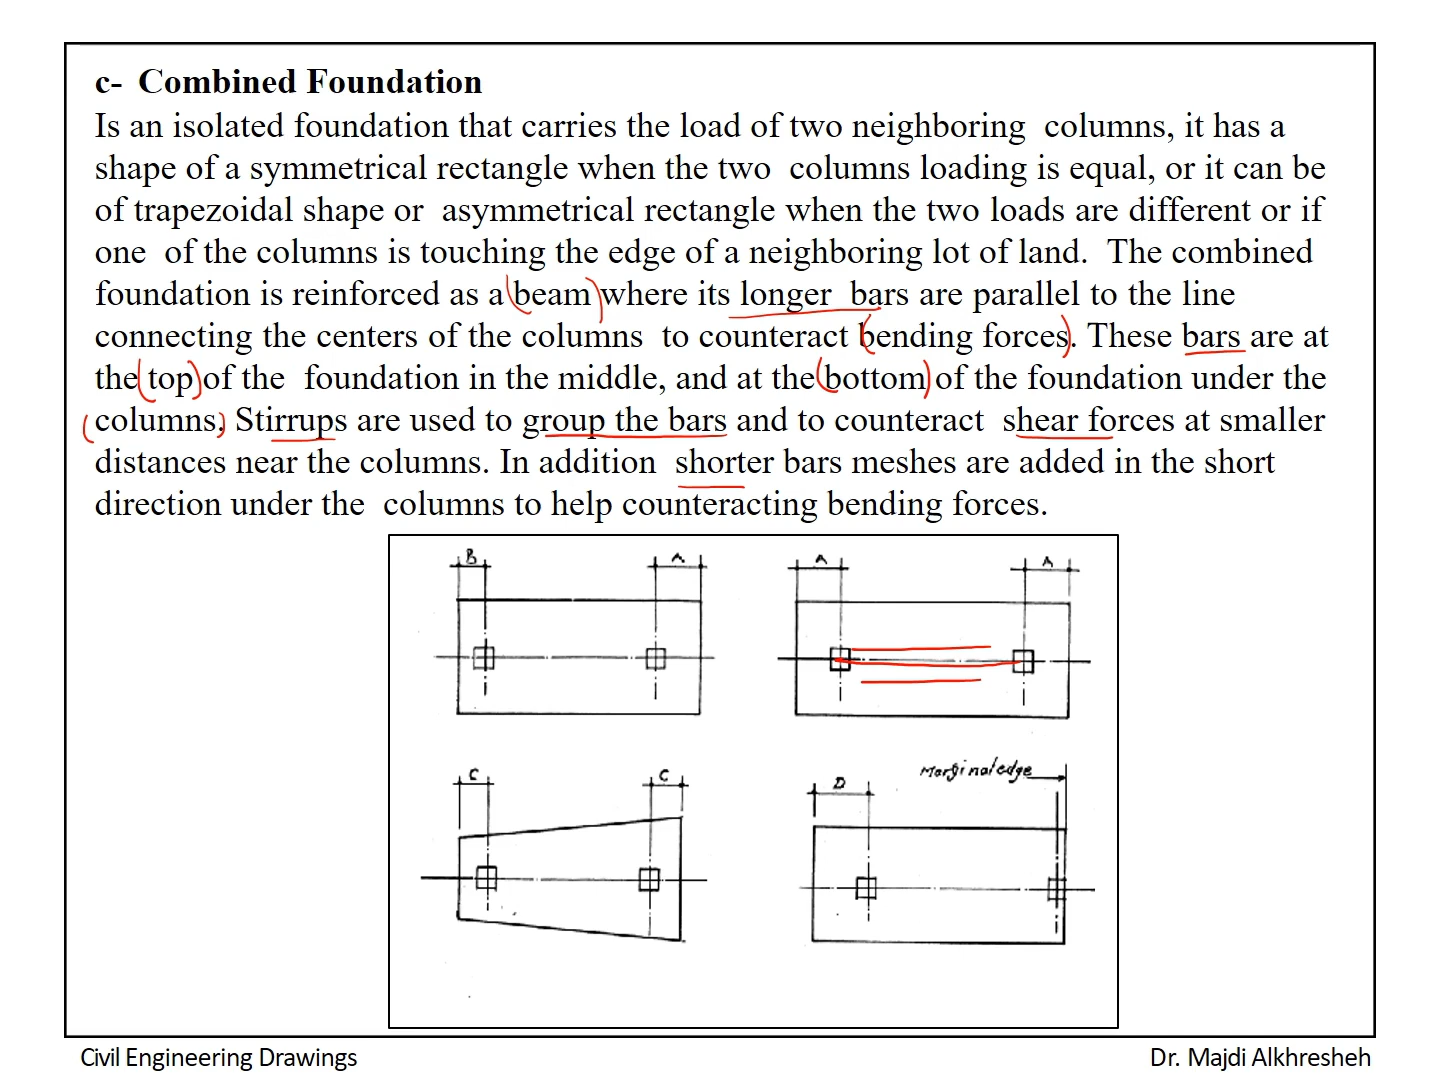 c- Combined Foundation
Is an isolated foundation that carries the load of two neighboring columns, it has a
shape of a symmetrical rectangle when the two columns loading is equal, or it can be
of trapezoidal shape or asymmetrical rectangle when the two loads are different or if
one of the columns is touching the edge of a neighboring lot of land. The combined
foundation is reinforced as a beam where its longer bars are parallel to the line
connecting the centers of the columns to counteract bending forces. These bars are at
the top of the foundation in the middle, and at the bottom of the foundation under the
columns. Stirrups are used to group the bars and to counteract shear forces at smaller
distances near the columns. In addition shorter bars meshes are added in the short
direction under the columns to help counteracting bending forces.
B A A A
C C D Marginal edge
Civil Engineering Drawings Dr. Majdi Alkhresheh